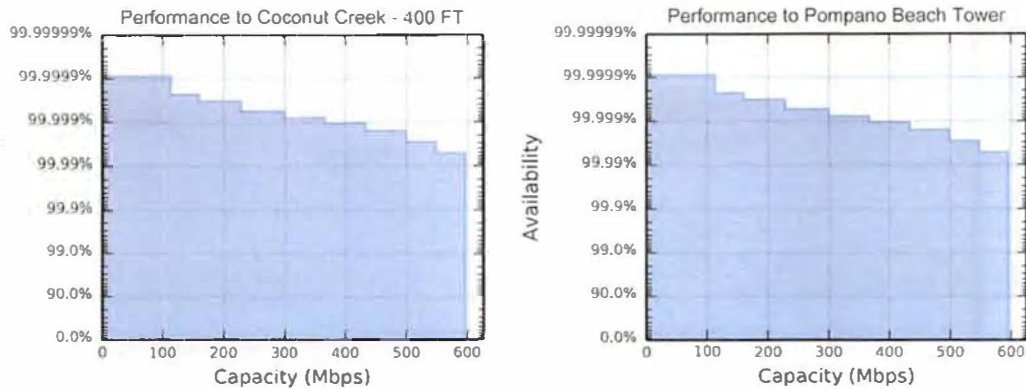 Performance to Coconut Creek - 400 FT
99.99999%
99.9999%
99.999%
99.99%
99.9%
99.0%
90.0%
0.0%
0 100 200 300 400 500 600
Capacity (Mbps)
Performance to Pompano Beach Tower
Availability
99.99999%
99.9999%
99.999%
99.99%
99.9%
99.0%
90.0%
0.0%
0 100 200 300 400 500 600
Capacity (Mbps)